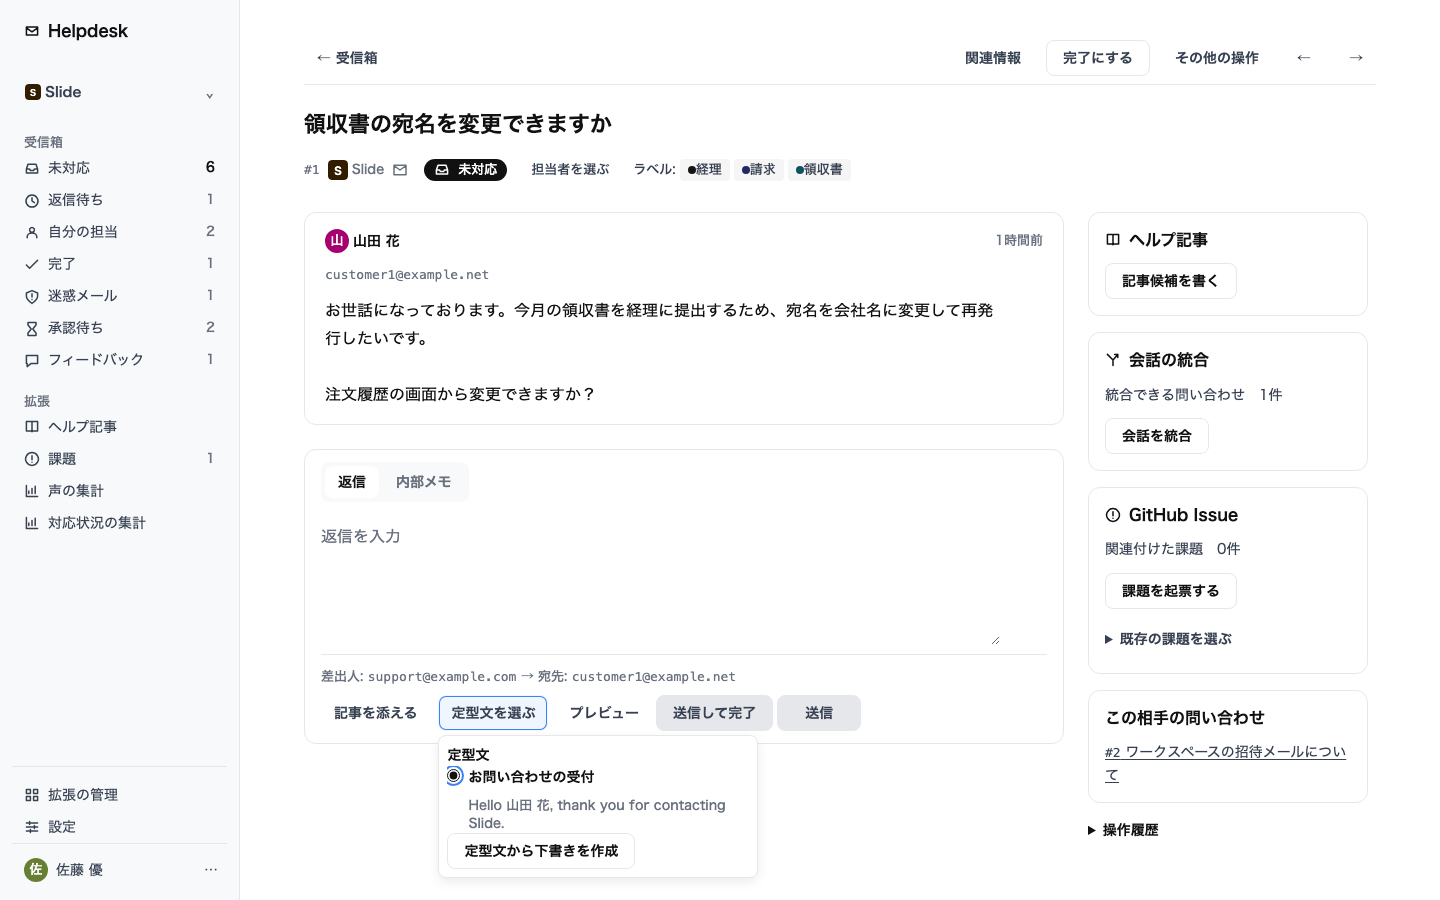 Helpdesk
S Slide
受信箱
未対応 6
返信待ち 1
自分の担当 2
完了 1
迷惑メール 1
承認待ち 2
フィードバック 1
拡張
ヘルプ記事
課題 1
声の集計
対応状況の集計
拡張の管理
設定
佐 佐藤 優 …
← 受信箱
関連情報 完了にする その他の操作 ← →
領収書の宛名を変更できますか
#1 S Slide 未対応 担当者を選ぶ ラベル: 経理 請求 領収書
山 山田 花 1時間前
customer1@example.net
お世話になっております。今月の領収書を経理に提出するため、宛名を会社名に変更して再発
行したいです。
注文履歴の画面から変更できますか？
返信 内部メモ
返信を入力
差出人: support@example.com → 宛先: customer1@example.net
記事を添える 定型文を選ぶ プレビュー 送信して完了 送信
定型文
お問い合わせの受付
Hello 山田 花, thank you for contacting
Slide.
定型文から下書きを作成
ヘルプ記事
記事候補を書く
会話の統合
統合できる問い合わせ 1件
会話を統合
GitHub Issue
関連付けた課題 0件
課題を起票する
▶ 既存の課題を選ぶ
この相手の問い合わせ
#2 ワークスペースの招待メールについ
て
▶ 操作履歴